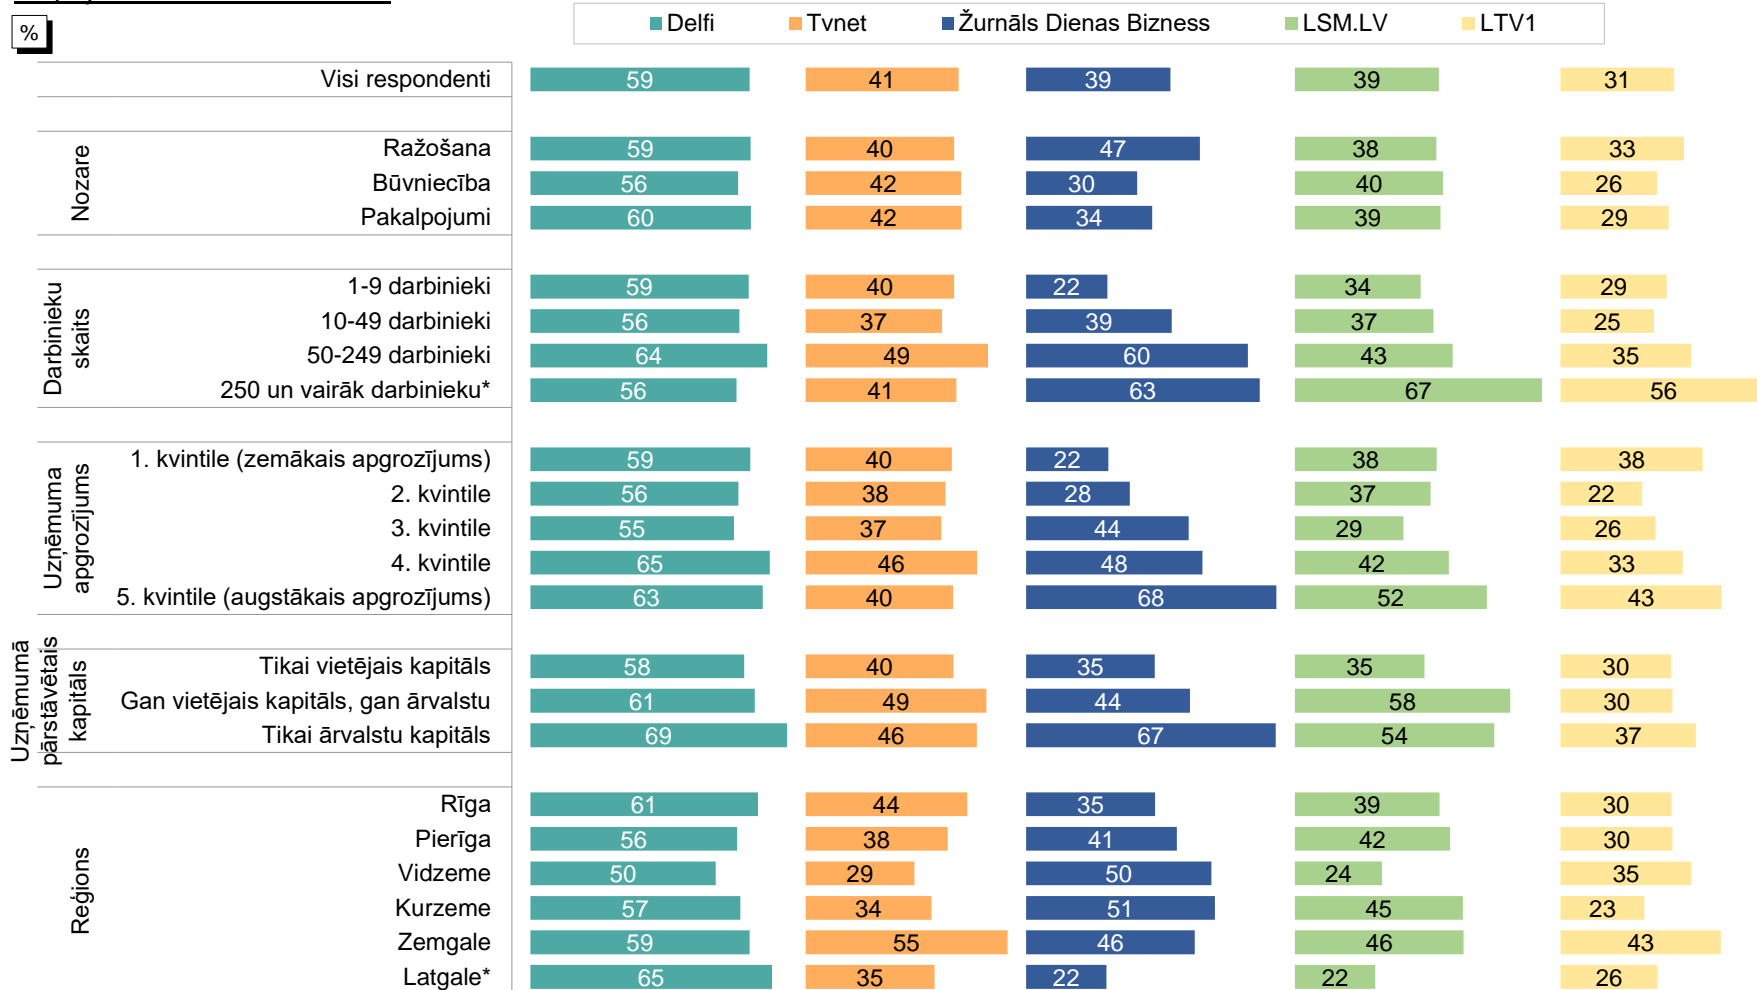 %
Delfi Tvnet Žurnāls Dienas Bizness LSM.LV LTV1
Visi respondenti 59 41 39 39 31
Nozare
Ražošana 59 40 47 38 33
Būvniecība 56 42 30 40 26
Pakalpojumi 60 42 34 39 29
Darbinieku
skaits
1-9 darbinieki 59 40 22 34 29
10-49 darbinieki 56 37 39 37 25
50-249 darbinieki 64 49 60 43 35
250 un vairāk darbinieku* 56 41 63 67 56
Uzņēmuma
apgrozījums
1. kvintile (zemākais apgrozījums) 59 40 22 38 38
2. kvintile 56 38 28 37 22
3. kvintile 55 37 44 29 26
4. kvintile 65 46 48 42 33
5. kvintile (augstākais apgrozījums) 63 40 68 52 43
Uzņēmumā
pārstāvētais
kapitāls
Tikai vietējais kapitāls 58 40 35 35 30
Gan vietējais kapitāls, gan ārvalstu 61 49 44 58 30
Tikai ārvalstu kapitāls 69 46 67 54 37
Reģions
Rīga 61 44 35 39 30
Pierīga 56 38 41 42 30
Vidzeme 50 29 50 24 35
Kurzeme 57 34 51 45 23
Zemgale 59 55 46 46 43
Latgale* 65 35 22 22 26